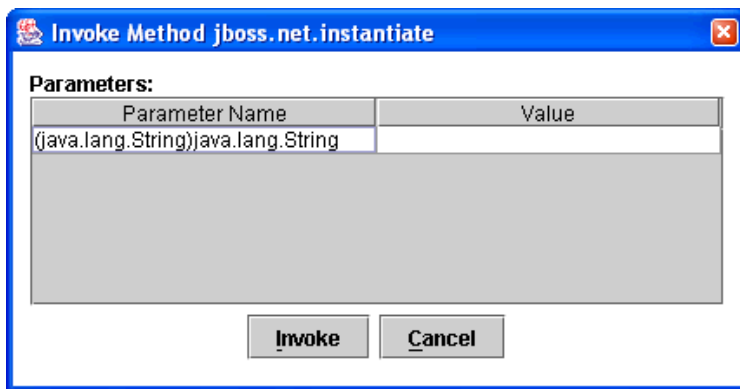 Invoke Method jboss.net.instantiate
Parameters:
Parameter Name Value
(java.lang.String)java.lang.String
Invoke Cancel